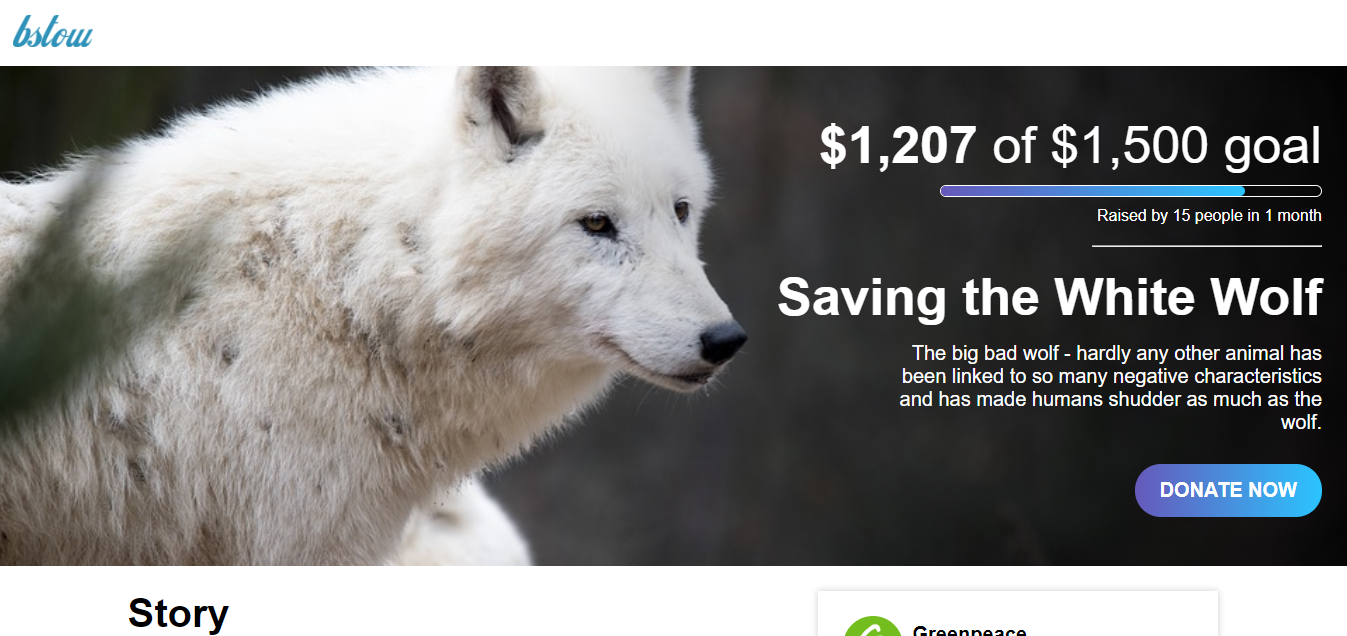 bstow
$1,207 of $1,500 goal
Raised by 15 people in 1 month
Saving the White Wolf
The big bad wolf - hardly any other animal has
been linked to so many negative characteristics
and has made humans shudder as much as the
wolf.
DONATE NOW
Story
Greenpeace